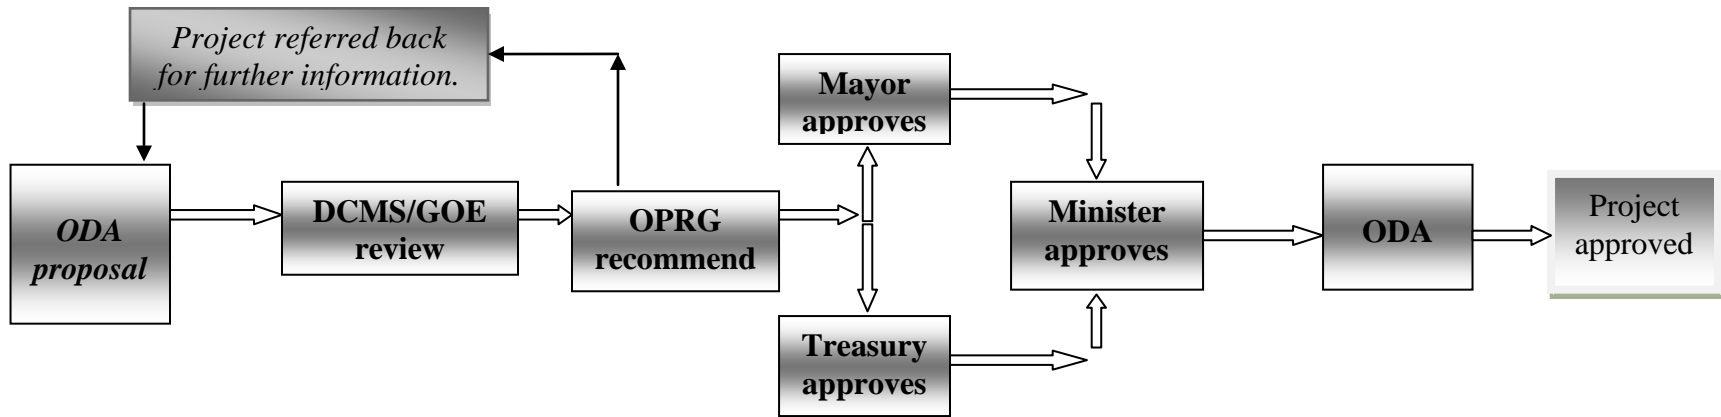 Project referred back
for further information.
ODA
proposal
DCMS/GOE
review
OPRG
recommend
Mayor
approves
Treasury
approves
Minister
approves
ODA
Project
approved